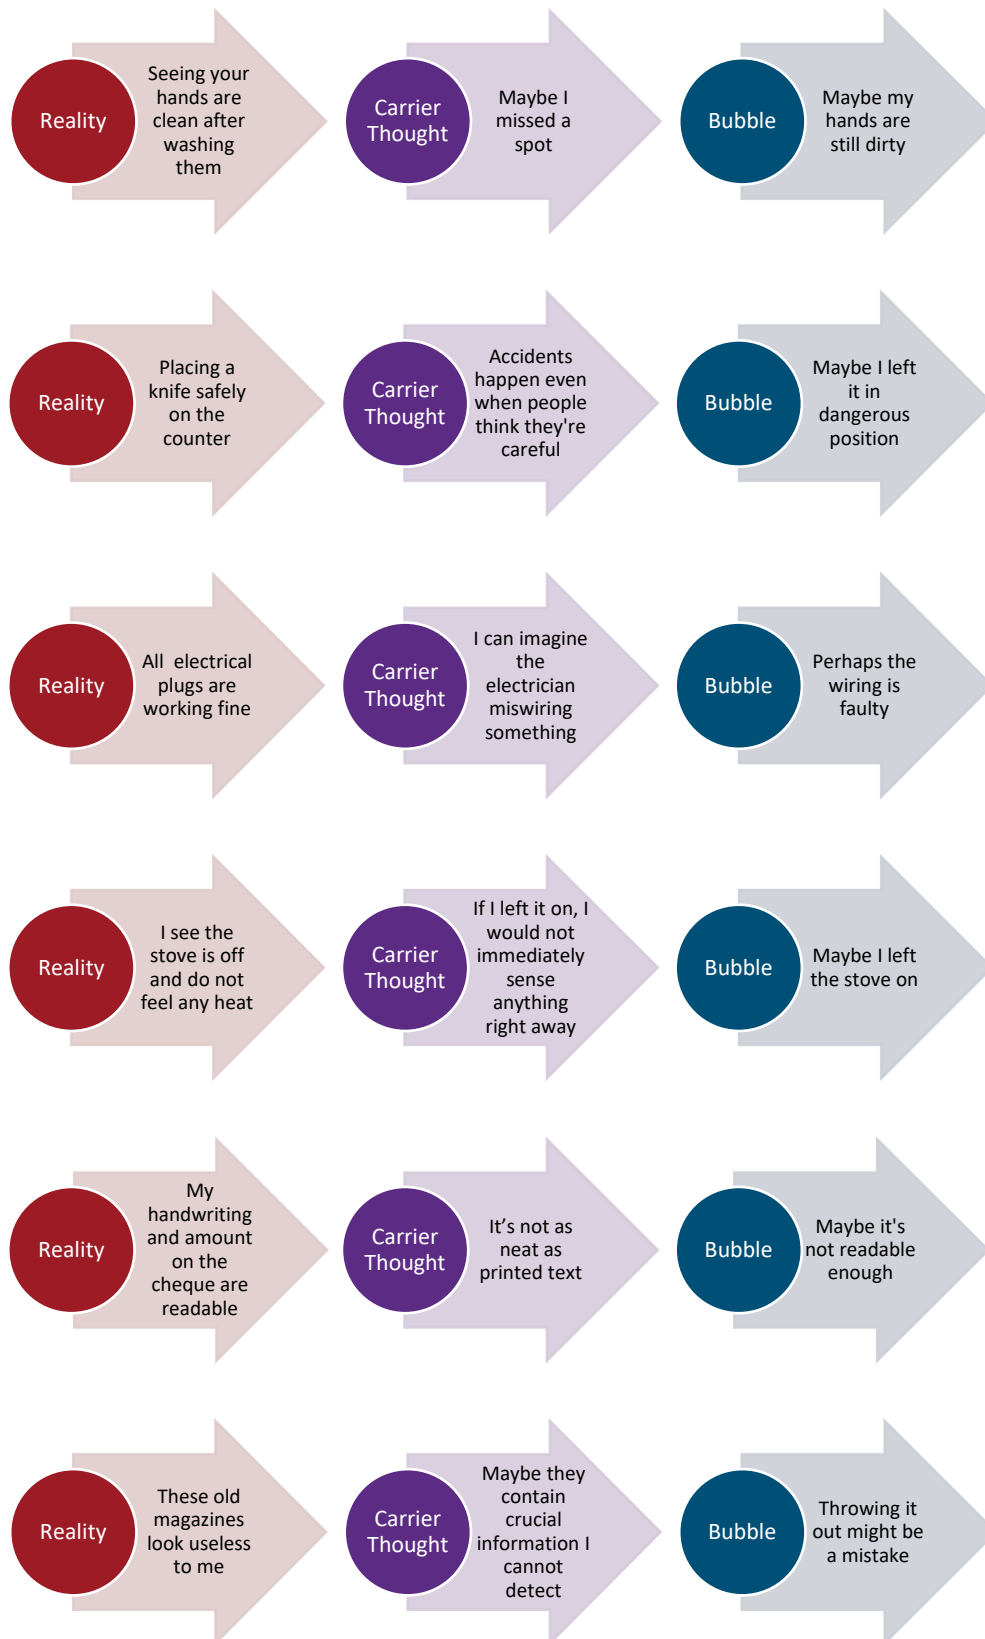 Reality
Seeing your
hands are
clean after
washing
them
Carrier
Thought
Maybe I
missed a
spot
Bubble
Maybe my
hands are
still dirty
Reality
Placing a
knife safely
on the
counter
Carrier
Thought
Accidents
happen even
when people
think they're
careful
Bubble
Maybe I left
it in
dangerous
position
Reality
All electrical
plugs are
working fine
Carrier
Thought
I can imagine
the
electrician
miswiring
something
Bubble
Perhaps the
wiring is
faulty
Reality
I see the
stove is off
and do not
feel any heat
Carrier
Thought
If I left it on, I
would not
immediately
sense
anything
right away
Bubble
Maybe I left
the stove on
Reality
My
handwriting
and amount
on the
cheque are
readable
Carrier
Thought
It’s not as
neat as
printed text
Bubble
Maybe it's
not readable
enough
Reality
These old
magazines
look useless
to me
Carrier
Thought
Maybe they
contain
crucial
information I
cannot
detect
Bubble
Throwing it
out might be
a mistake